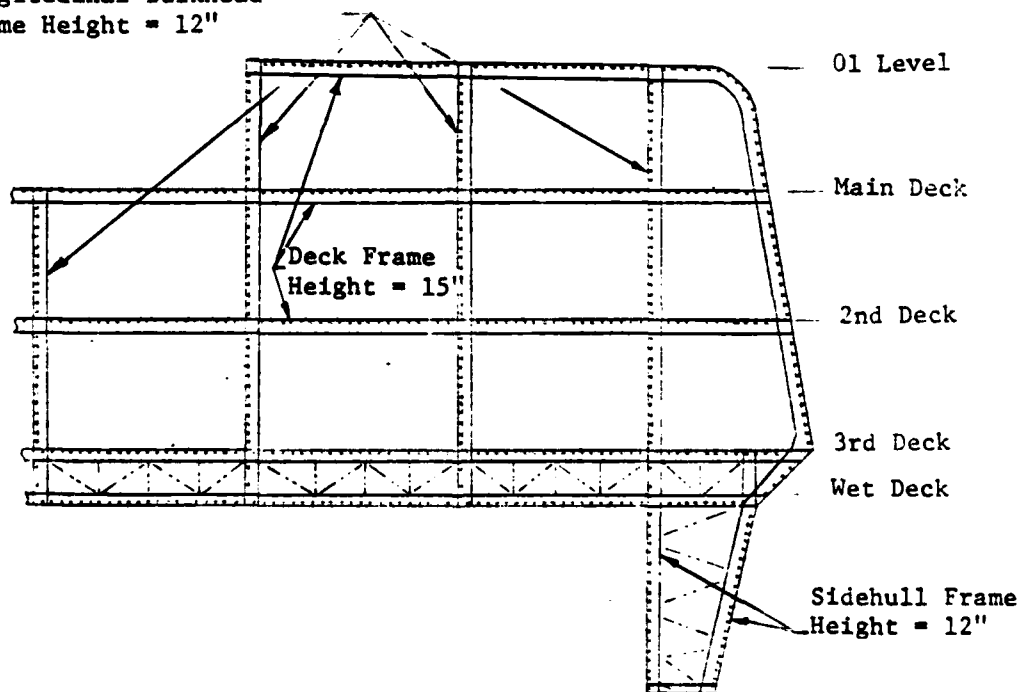 me Height = 12"
01 Level
Main Deck
Deck Frame
Height = 15"
2nd Deck
3rd Deck
Wet Deck
Sidehull Frame
Height = 12"